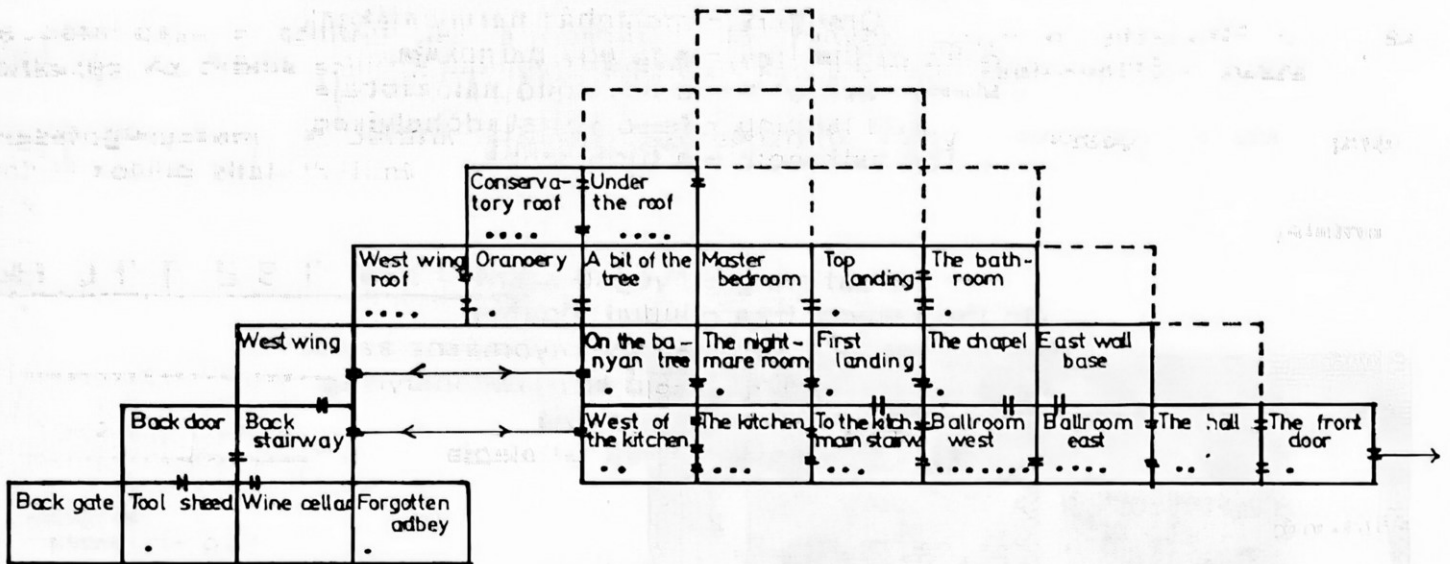 Conserva-
tory roof
Under
the roof
West wing
roof
Orangery
A bit of the
tree
Master
bedroom
Top
landing
The bath-
room
West wing
On the ba-
nyan tree
The night-
mare room
First
landing
The chapel
East wall
base
Back door
Back
stairway
West of
the kitchen
The kitchen
To the kitch.
main stairw.
Ballroom
west
Ballroom
east
The hall
The front
door
Back gate
Tool sheed
Wine cellar
Forgotten
adbey